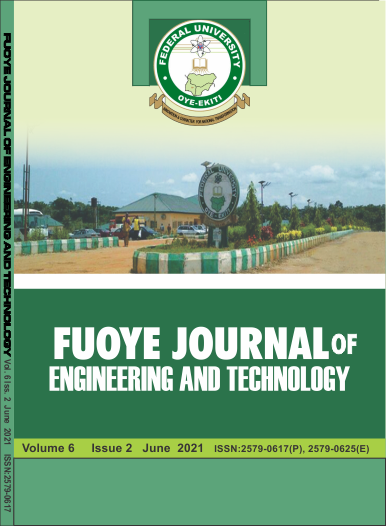 FEDERAL UNIVERSITY
OYE-EKITI
FUOYE JOURNAL OF
ENGINEERING AND TECHNOLOGY
Volume 6 Issue 2 June 2021 ISSN:2579-0617(P), 2579-0625(E)
FUOYE JOURNAL OF ENGINEERING AND TECHNOLOGY Vol. 6 Iss. 2 June 2021 ISSN:2579-0617